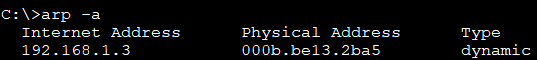 C:\>arp -a
Internet Address Physical Address Type
192.168.1.3 000b.be13.2ba5 dynamic